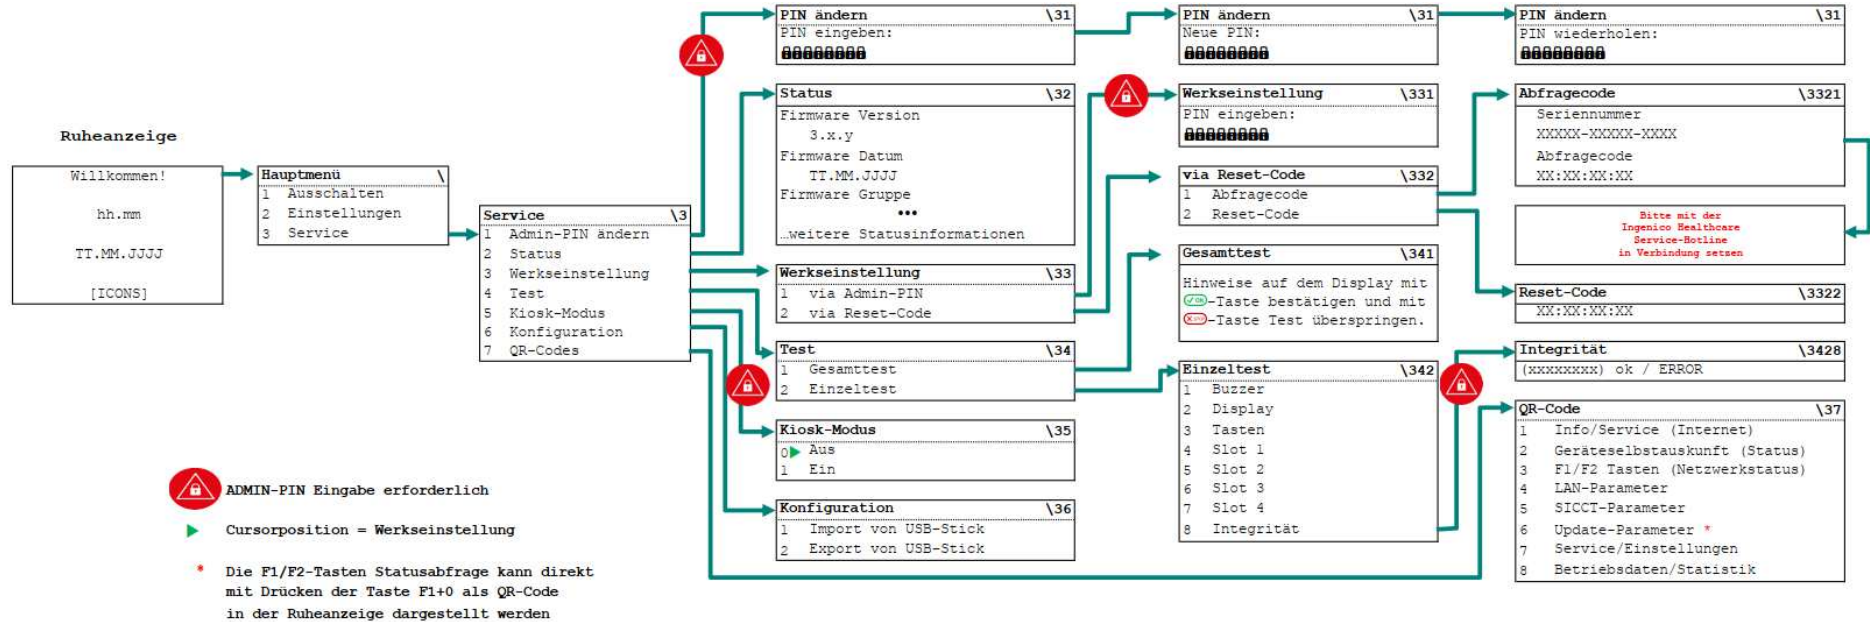 Ruheanzeige
Willkommen!
hh.mm
TT.MM.JJJJ
[ICONS]
Hauptmenü \
1 Ausschalten
2 Einstellungen
3 Service
Service \3
1 Admin-PIN ändern
2 Status
3 Werkseinstellung
4 Test
5 Kiosk-Modus
6 Konfiguration
7 QR-Codes
PIN ändern \31
PIN eingeben:
PIN ändern \31
Neue PIN:
PIN ändern \31
PIN wiederholen:
Status \32
Firmware Version
3.x.y
Firmware Datum
TT.MM.JJJJ
Firmware Gruppe
•••
…weitere Statusinformationen
Werkseinstellung \33
1 via Admin-PIN
2 via Reset-Code
Werkseinstellung \331
PIN eingeben:
via Reset-Code \332
1 Abfragecode
2 Reset-Code
Abfragecode \3321
Seriennummer
XXXXX-XXXXX-XXXX
Abfragecode
XX:XX:XX:XX
Bitte mit der
Ingenico Healthcare
Service-Hotline
in Verbindung setzen
Reset-Code \3322
XX:XX:XX:XX
Test \34
1 Gesamttest
2 Einzeltest
Gesamttest \341
Hinweise auf dem Display mit
OK-Taste bestätigen und mit
-Taste Test überspringen.
Einzeltest \342
1 Buzzer
2 Display
3 Tasten
4 Slot 1
5 Slot 2
6 Slot 3
7 Slot 4
8 Integrität
Integrität \3428
(xxxxxxxx) ok / ERROR
Kiosk-Modus \35
0 Aus
1 Ein
Konfiguration \36
1 Import von USB-Stick
2 Export von USB-Stick
QR-Code \37
1 Info/Service (Internet)
2 Geräteselbstauskunft (Status)
3 F1/F2 Tasten (Netzwerkstatus)
4 LAN-Parameter
5 SICCT-Parameter
6 Update-Parameter *
7 Service/Einstellungen
8 Betriebsdaten/Statistik
ADMIN-PIN Eingabe erforderlich
Cursorposition = Werkseinstellung
* Die F1/F2-Tasten Statusabfrage kann direkt
mit Drücken der Taste F1+0 als QR-Code
in der Ruheanzeige dargestellt werden